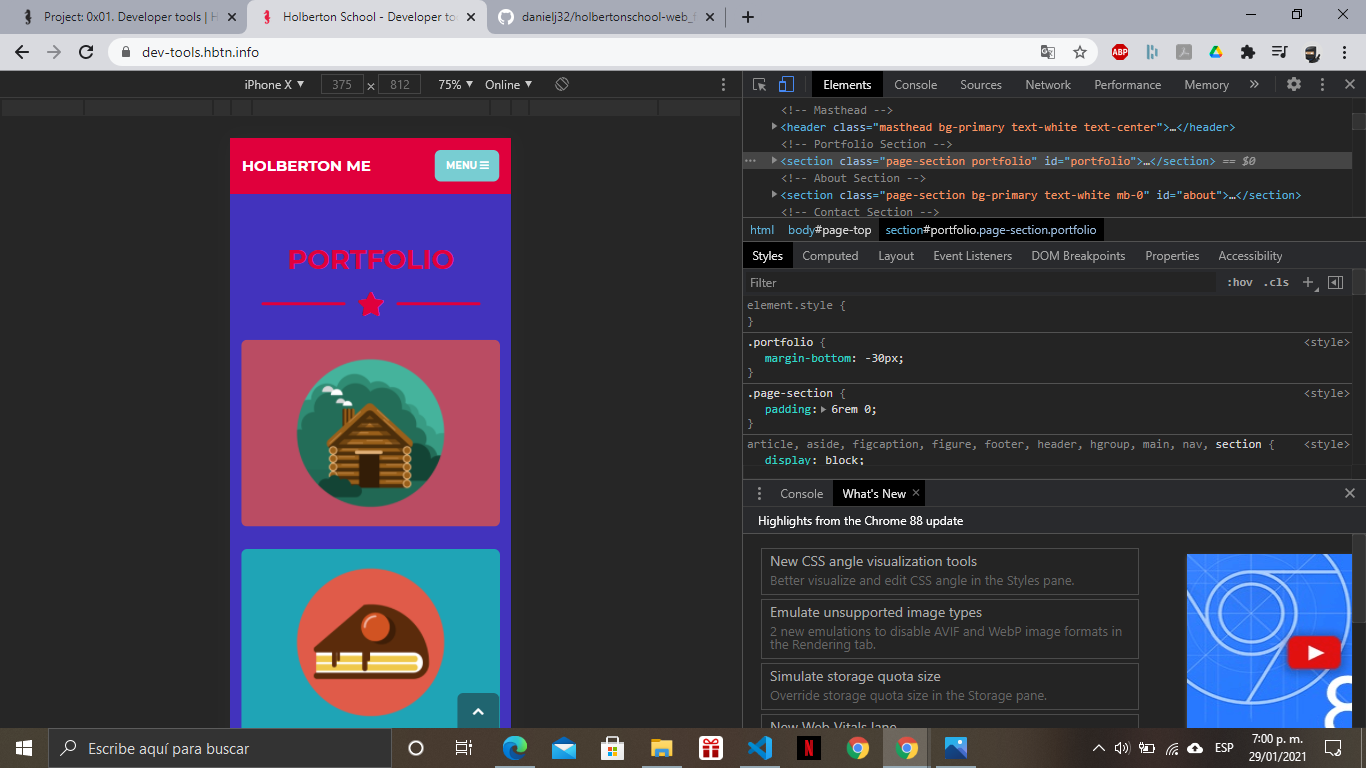 Project: 0x01. Developer tools | H
Holberton School - Developer to
danielj32/holbertonschool-web_
dev-tools.hbtn.info
ABP
iPhone X ▼ 375 × 812 75% ▼ Online ▼
Elements Console Sources Network Performance Memory »
<!-- Masthead -->
<header class="masthead bg-primary text-white text-center">…</header>
<!-- Portfolio Section -->
<section class="page-section portfolio" id="portfolio">…</section> == $0
<!-- About Section -->
<section class="page-section bg-primary text-white mb-0" id="about">…</section>
<!-- Contact Section -->
html body#page-top section#portfolio.page-section.portfolio
Styles Computed Layout Event Listeners DOM Breakpoints Properties Accessibility
Filter :hov .cls +
element.style {
}
.portfolio { <style>
margin-bottom: -30px;
}
.page-section { <style>
padding: 6rem 0;
}
article, aside, figcaption, figure, footer, header, hgroup, main, nav, section { <style>
display: block;
Console What's New ×
Highlights from the Chrome 88 update
New CSS angle visualization tools
Better visualize and edit CSS angle in the Styles pane.
Emulate unsupported image types
2 new emulations to disable AVIF and WebP image formats in
the Rendering tab.
Simulate storage quota size
Override storage quota size in the Storage pane.
New Web Vitals lane
HOLBERTON ME
MENU
PORTFOLIO
Escribe aquí para buscar
ESP
7:00 p. m.
29/01/2021